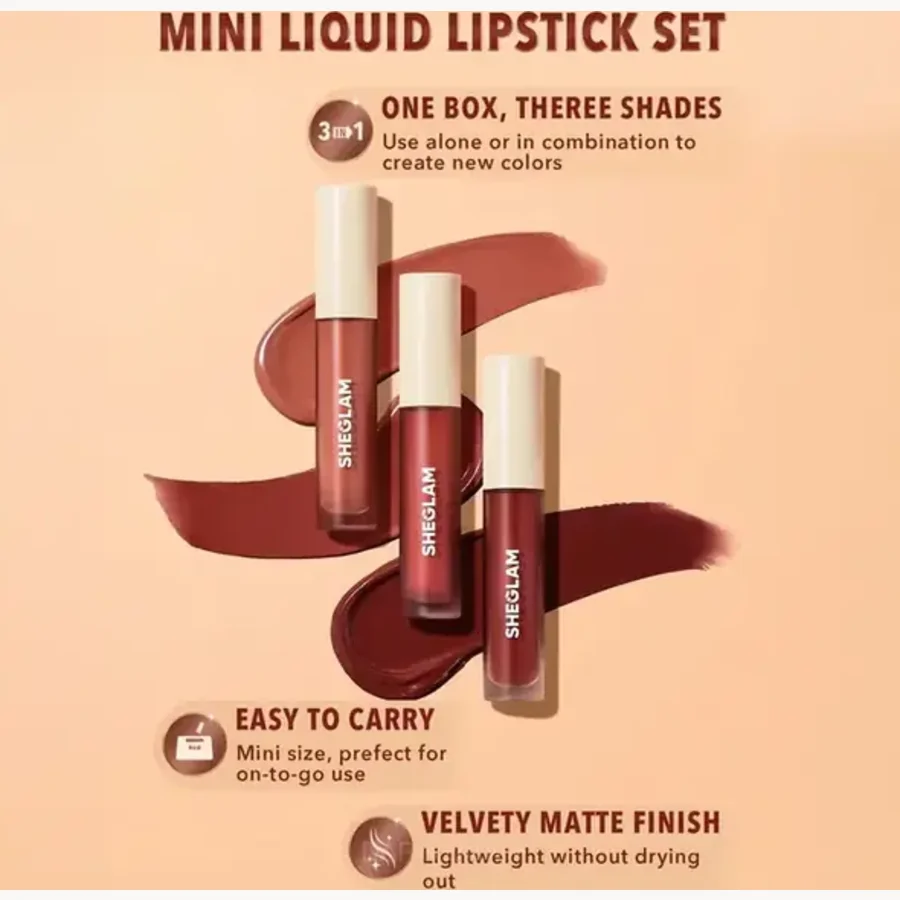 MINI LIQUID LIPSTICK SET
ONE BOX, THEREE SHADES
3 IN 1
Use alone or in combination to
create new colors
SHEGLAM
SHEGLAM
SHEGLAM
EASY TO CARRY
Mini size, prefect for
on-to-go use
VELVETY MATTE FINISH
Lightweight without drying
out